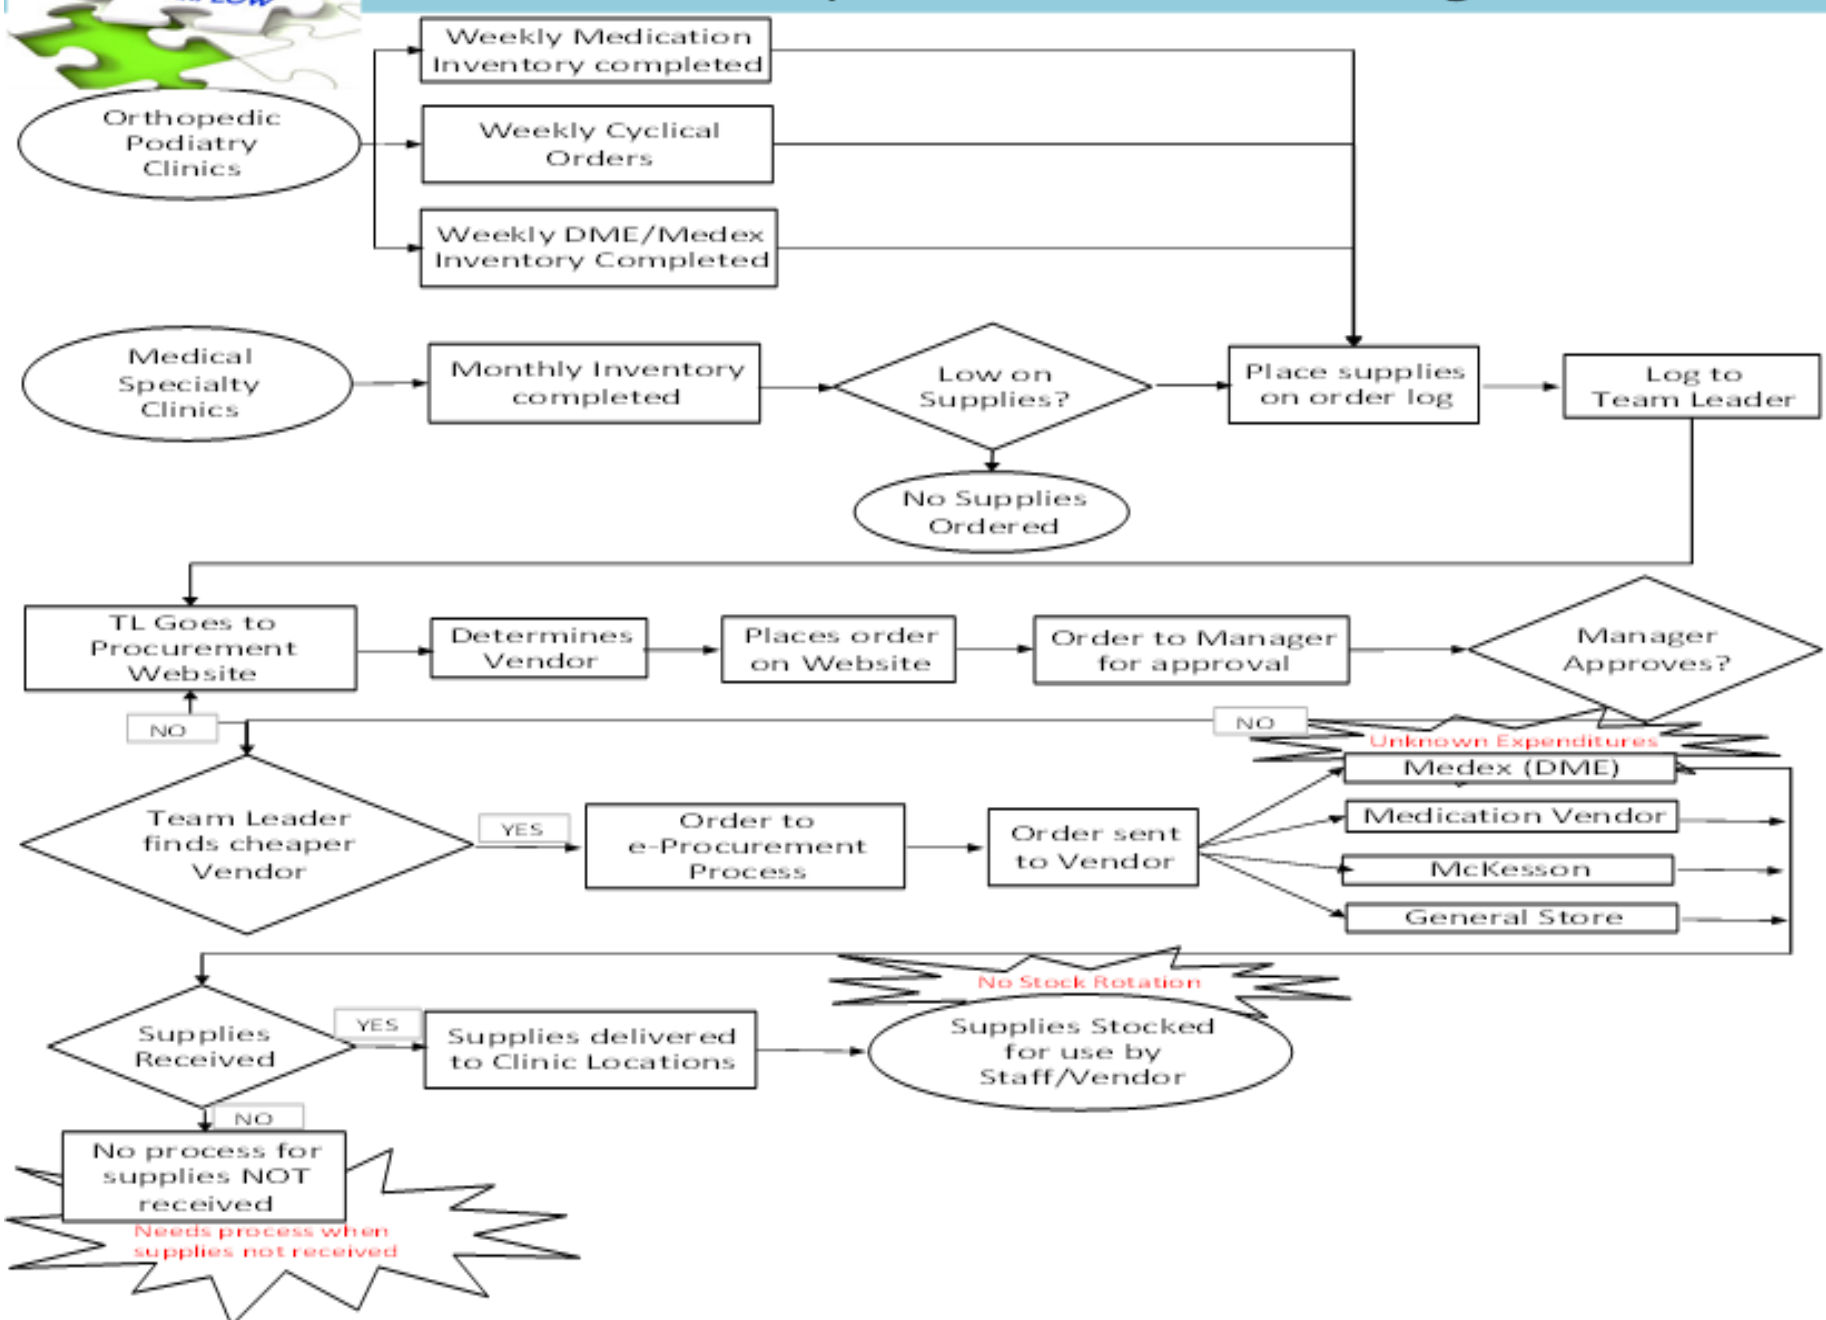 Weekly Medication
Inventory completed
Orthopedic
Podiatry
Clinics
Weekly Cyclical
Orders
Weekly DME/Medex
Inventory Completed
Medical
Specialty
Clinics
Monthly Inventory
completed
Low on
Supplies?
Place supplies
on order log
Log to
Team Leader
No Supplies
Ordered
TL Goes to
Procurement
Website
Determines
Vendor
Places order
on Website
Order to Manager
for approval
Manager
Approves?
NO
NO
Unknown Expenditures
Medex (DME)
Team Leader
finds cheaper
Vendor
YES
Order to
e-Procurement
Process
Order sent
to Vendor
Medication Vendor
McKesson
General Store
No Stock Rotation
Supplies
Received
YES
Supplies delivered
to Clinic Locations
Supplies Stocked
for use by
Staff/Vendor
NO
No process for
supplies NOT
received
Needs process when
supplies not received